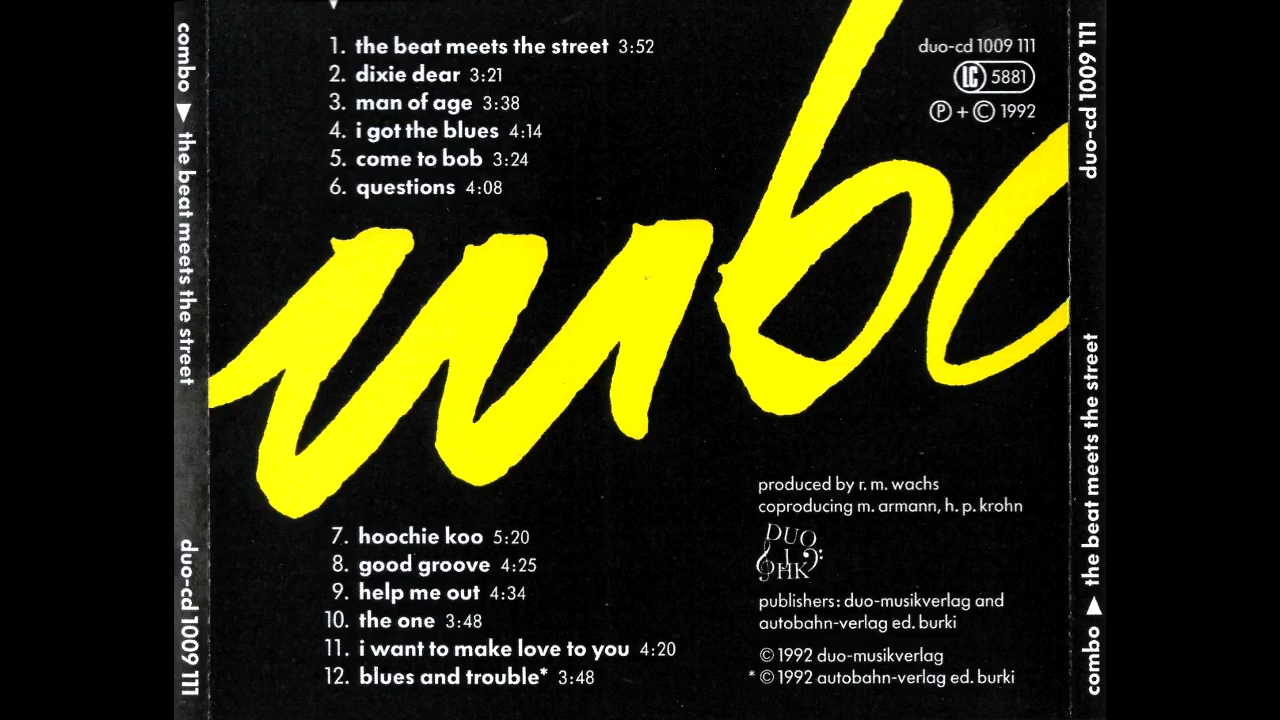 combo ▶ the beat meets the street duo-cd 1009 111
1. the beat meets the street 3:52
2. dixie dear 3:21
3. man of age 3:38
4. i got the blues 4:14
5. come to bob 3:24
6. questions 4:08
duo-cd 1009 111
LC 5881
Ⓟ + © 1992
mbo
7. hoochie koo 5:20
8. good groove 4:25
9. help me out 4:34
10. the one 3:48
11. i want to make love to you 4:20
12. blues and trouble* 3:48
produced by r. m. wachs
coproducing m. armann, h. p. krohn
DUO
HK
publishers: duo-musikverlag and
autobahn-verlag ed. burki
© 1992 duo-musikverlag
* © 1992 autobahn-verlag ed. burki
combo ▶ the beat meets the street duo-cd 1009 111